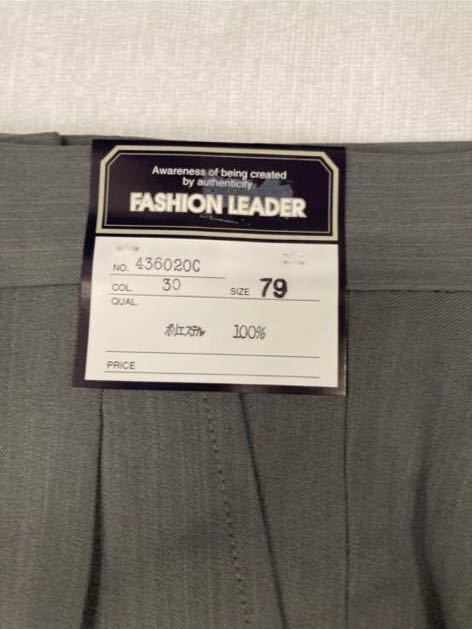 Awareness of being created
by authenticity.
FASHION LEADER
NO. 436020C
COL. 30 SIZE 79
QUAL.
ポリエステル 100%
PRICE